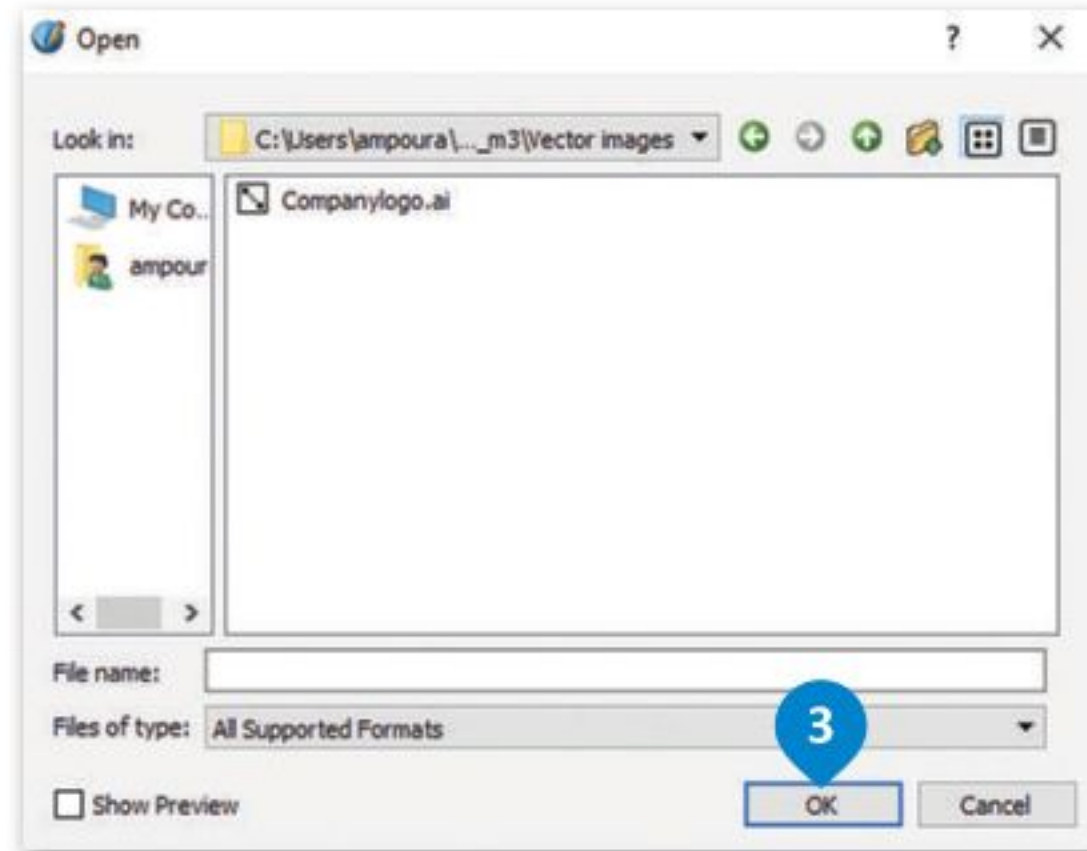 Open
?
Look in: C:\Users\ampoura\..._m3\Vector images
My Co..
ampour
Companylogo.ai
File name:
Files of type: All Supported Formats
3
Show Preview
OK
Cancel